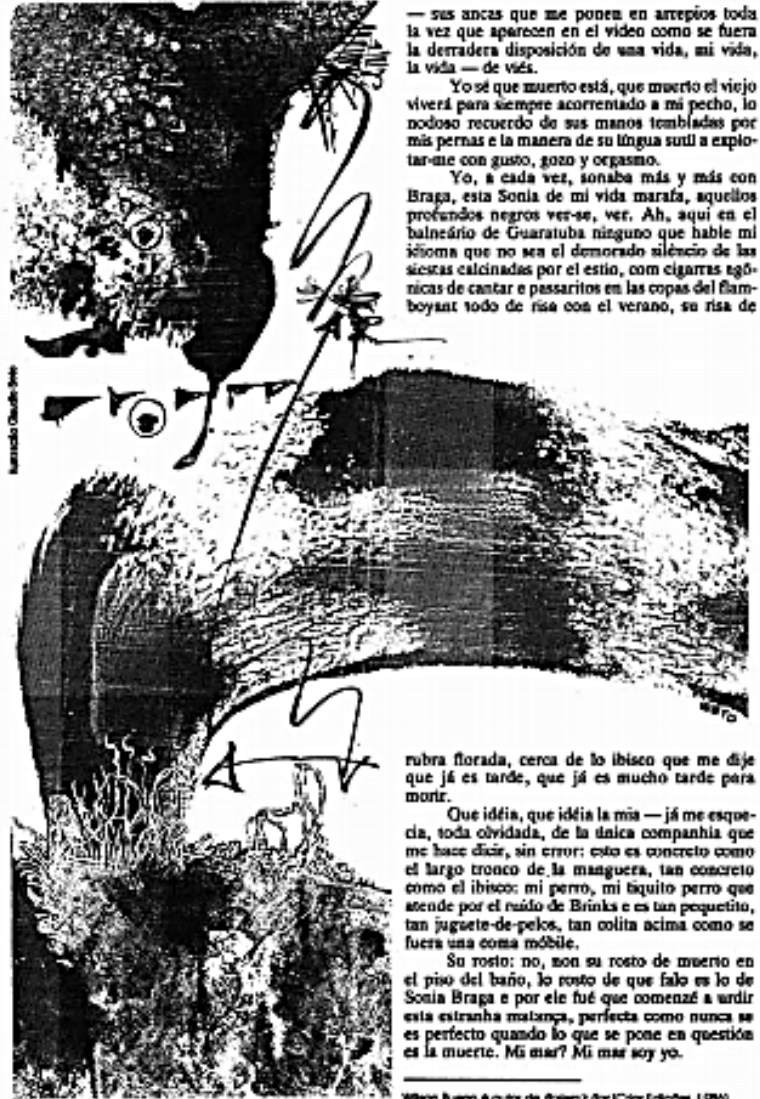 — sus ancas que me ponen en arrepios toda
la vez que aparecen en el video como se fuera
la derradera disposición de una vida, mi vida,
la vida — de viés.
Yo sé que muerto está, que muerto el viejo
viverá para siempre acorrentado a mi pecho, lo
nodoso recuerdo de sus manos tembladas por
mis pernas e la manera de su língua sutil a explo-
tar-me con gusto, gozo y orgasmo.
Yo, a cada vez, sonaba más y más con
Braga, esta Sonia de mi vida marafa, aquellos
profundos negros ver-se, ver. Ah, aqui en el
balneário de Guaratuba ninguno que hable mi
idioma que no sea el demorado silêncio de las
siestas calcinadas por el estio, com cigarras agô-
nicas de cantar e passaritos en las copas del flam-
boyant todo de risa con el verano, su risa de
Ilustração Claudio Seto
SETO
rubra florada, cerca de lo ibisco que me dije
que já es tarde, que já es mucho tarde para
morir.
Que idéia, que idéia la mia — já me esque-
cia, toda olvidada, de la única companhia que
me hace dicir, sin error: esto es concreto como
el largo tronco de la manguera, tan concreto
como el ibisco: mi perro, mi tiquito perro que
atende por el ruido de Brinks e es tan pequetito,
tan juguete-de-pelos, tan colita acima como se
fuera una coma móbile.
Su rosto: no, non su rosto de muerto en
el piso del baño, lo rosto de que falo es lo de
Sonia Braga e por ele fué que comenzé a urdir
esta estranha matança, perfecta como nunca se
es perfecto quando lo que se pone en questión
es la muerte. Mi mar? Mi mar soy yo.
Wilson Bueno é autor de